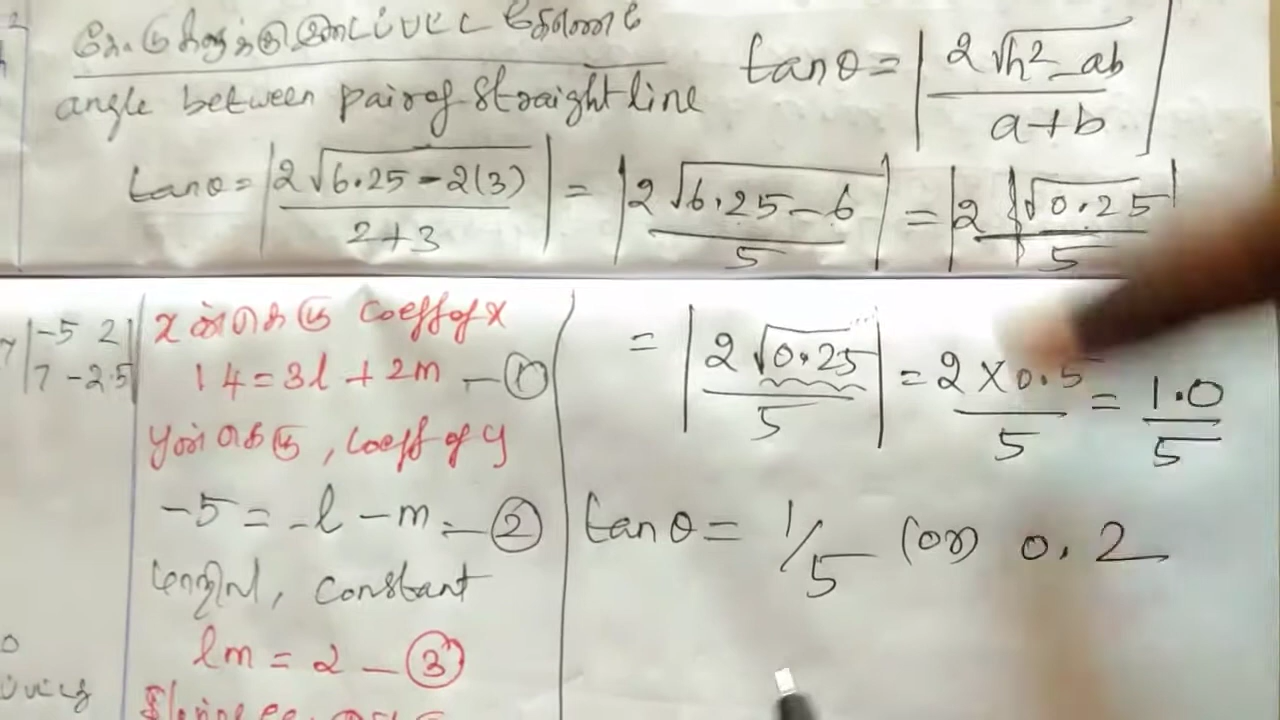 angle between pair of straight line
tanθ = |2√h²-ab / a+b|
tanθ = |2√6.25-2(3) / 2+3| = |2√6.25-6 / 5| = |2√0.25 / 5|
-5 2
7 -2.5
x ன் கெழு coeff of x
14 = 3l + 2m - ①
y ன் கெழு, coeff of y
-5 = -l - m - ②
constant
lm = 2 - ③
= |2√0.25 / 5| = 2×0.5 / 5 = 1.0 / 5
tanθ = 1/5 (or) 0.2